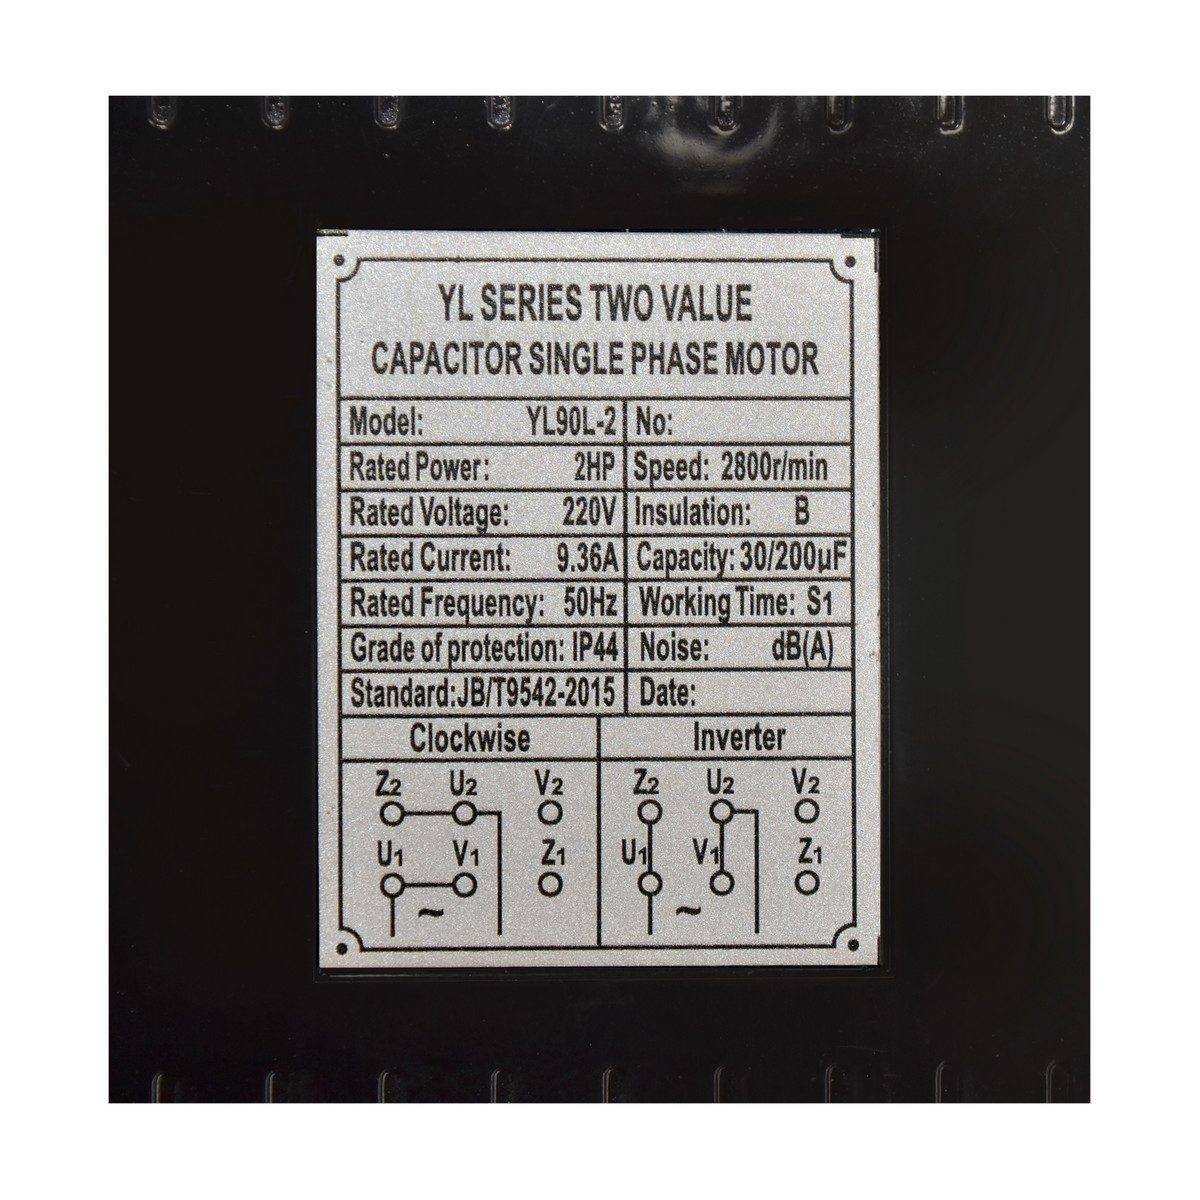 YL SERIES TWO VALUE
CAPACITOR SINGLE PHASE MOTOR
Model: YL90L-2 No:
Rated Power: 2HP Speed: 2800r/min
Rated Voltage: 220V Insulation: B
Rated Current: 9.36A Capacity: 30/200µF
Rated Frequency: 50Hz Working Time: S1
Grade of protection: IP44 Noise: dB(A)
Standard:JB/T9542-2015 Date:
Clockwise Inverter
Z2 U2 V2 Z2 U2 V2
U1 V1 Z1 U1 V1 Z1
~ ~